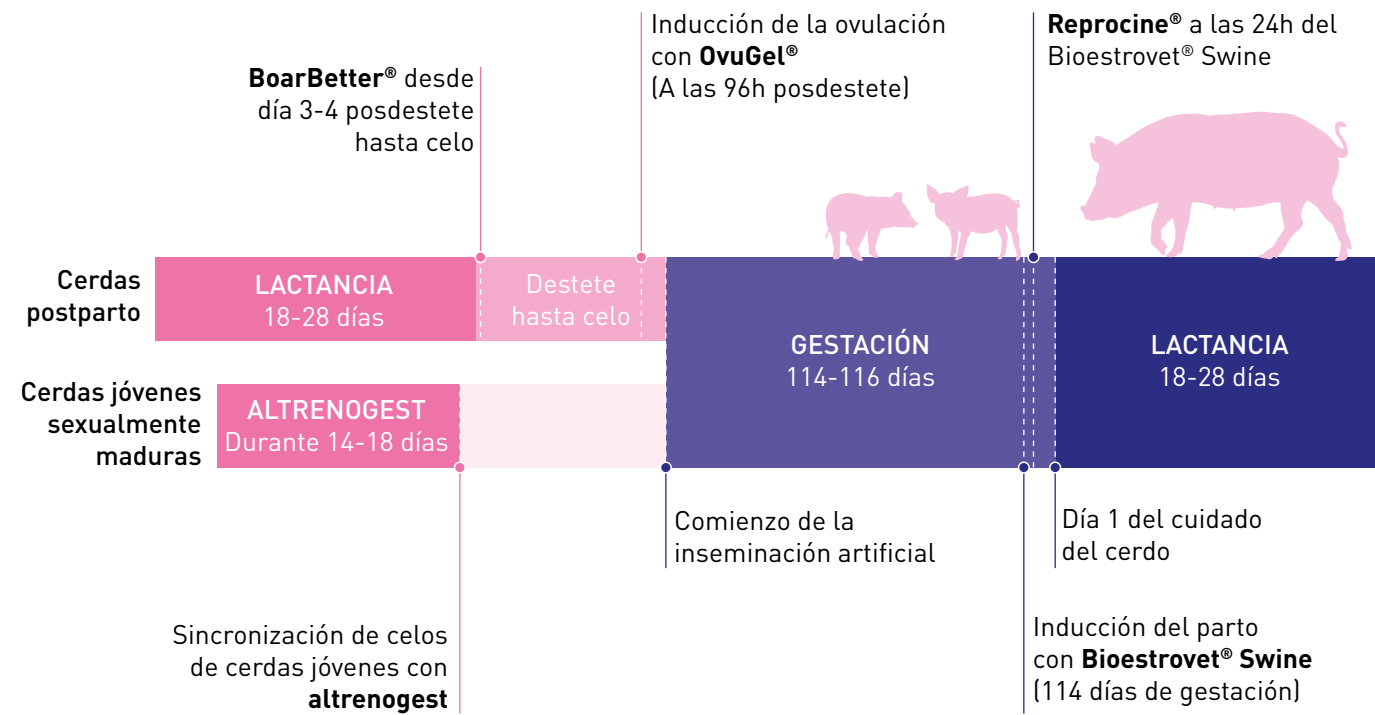 BoarBetter® desde
día 3-4 posdestete
hasta celo
Inducción de la ovulación
con OvuGel®
(A las 96h posdestete)
Reprocine® a las 24h del
Bioestrovet® Swine
Cerdas
postparto
LACTANCIA
18-28 días
Destete
hasta celo
GESTACIÓN
114-116 días
LACTANCIA
18-28 días
Cerdas jóvenes
sexualmente
maduras
ALTRENOGEST
Durante 14-18 días
Comienzo de la
inseminación artificial
Día 1 del cuidado
del cerdo
Sincronización de celos
de cerdas jóvenes con
altrenogest
Inducción del parto
con Bioestrovet® Swine
(114 días de gestación)